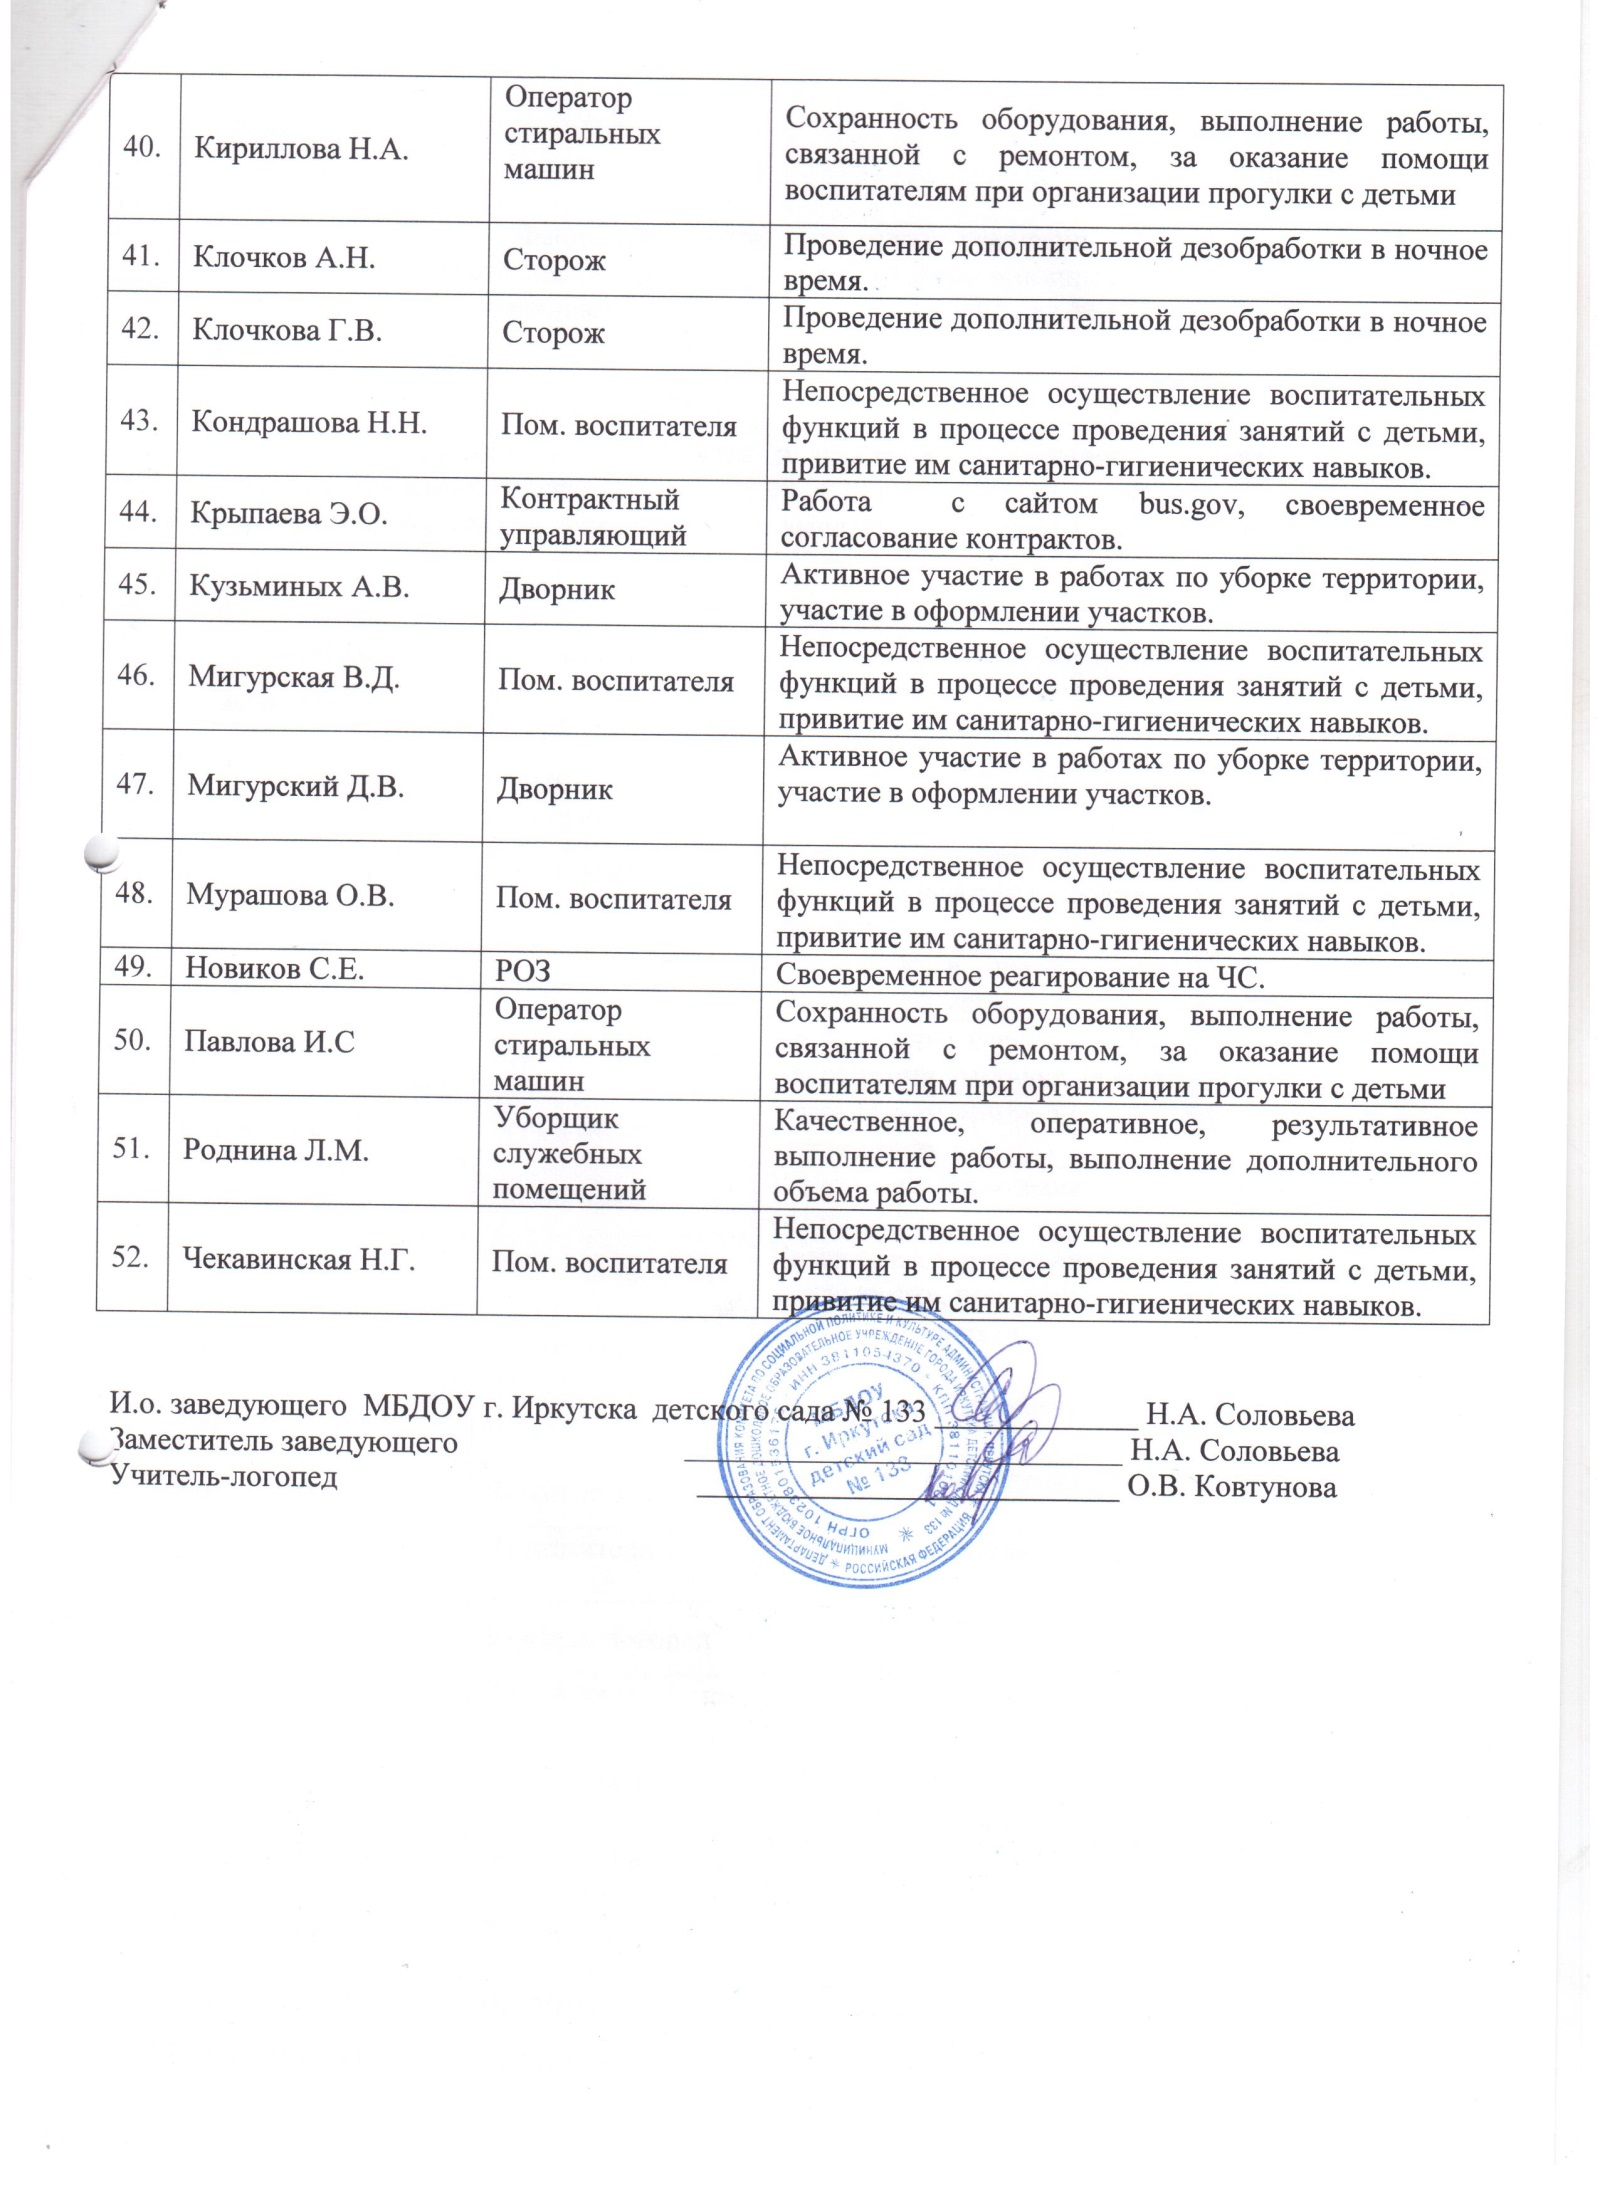 40. Кириллова Н.А. Оператор стиральных машин Сохранность оборудования, выполнение работы, связанной с ремонтом, за оказание помощи воспитателям при организации прогулки с детьми
41. Клочков А.Н. Сторож Проведение дополнительной дезобработки в ночное время.
42. Клочкова Г.В. Сторож Проведение дополнительной дезобработки в ночное время.
43. Кондрашова Н.Н. Пом. воспитателя Непосредственное осуществление воспитательных функций в процессе проведения занятий с детьми, привитие им санитарно-гигиенических навыков.
44. Крыпаева Э.О. Контрактный управляющий Работа с сайтом bus.gov, своевременное согласование контрактов.
45. Кузьминых А.В. Дворник Активное участие в работах по уборке территории, участие в оформлении участков.
46. Мигурская В.Д. Пом. воспитателя Непосредственное осуществление воспитательных функций в процессе проведения занятий с детьми, привитие им санитарно-гигиенических навыков.
47. Мигурский Д.В. Дворник Активное участие в работах по уборке территории, участие в оформлении участков.
48. Мурашова О.В. Пом. воспитателя Непосредственное осуществление воспитательных функций в процессе проведения занятий с детьми, привитие им санитарно-гигиенических навыков.
49. Новиков С.Е. РОЗ Своевременное реагирование на ЧС.
50. Павлова И.С Оператор стиральных машин Сохранность оборудования, выполнение работы, связанной с ремонтом, за оказание помощи воспитателям при организации прогулки с детьми
51. Роднина Л.М. Уборщик служебных помещений Качественное, оперативное, результативное выполнение работы, выполнение дополнительного объема работы.
52. Чекавинская Н.Г. Пом. воспитателя Непосредственное осуществление воспитательных функций в процессе проведения занятий с детьми, привитие им санитарно-гигиенических навыков.
И.о. заведующего МБДОУ г. Иркутска детского сада № 133 Н.А. Соловьева
Заместитель заведующего Н.А. Соловьева
Учитель-логопед О.В. Ковтунова
МБДОУ
г. Иркутска
детский сад
№ 133
ИНН 3811054370
РОССИЙСКАЯ ФЕДЕРАЦИЯ